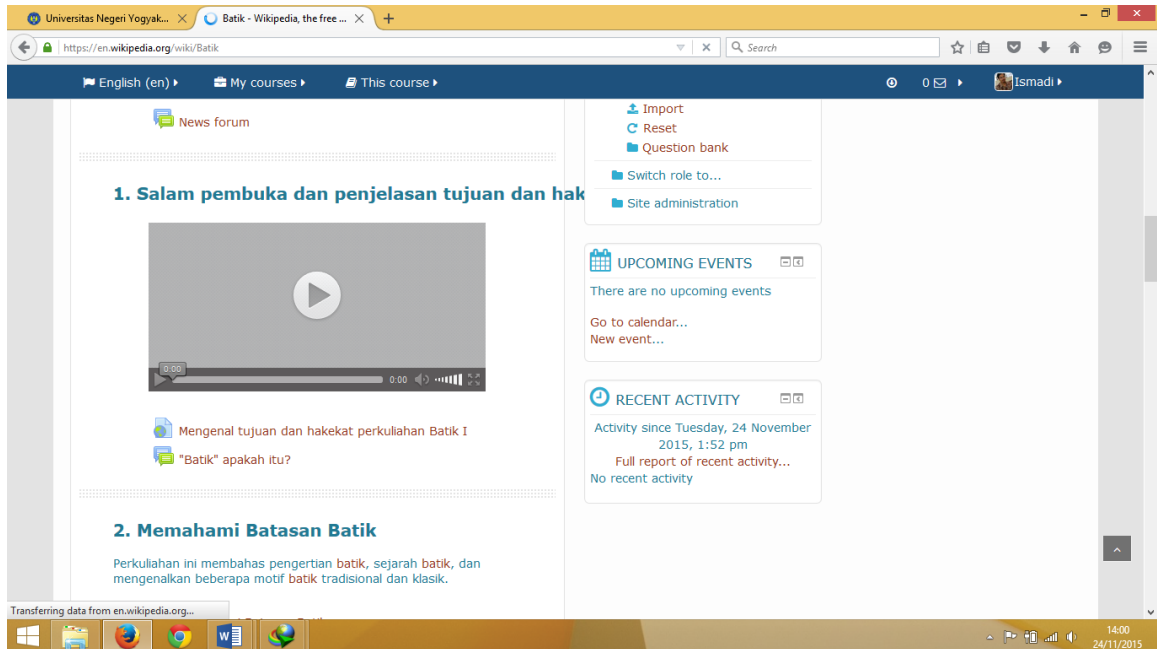 Universitas Negeri Yogyak...
Batik - Wikipedia, the free ...
https://en.wikipedia.org/wiki/Batik
Search
English (en)
My courses
This course
0
Ismadi
News forum
1. Salam pembuka dan penjelasan tujuan dan hak
0:00
0:00
Mengenal tujuan dan hakekat perkuliahan Batik I
"Batik" apakah itu?
2. Memahami Batasan Batik
Perkuliahan ini membahas pengertian batik, sejarah batik, dan
mengenalkan beberapa motif batik tradisional dan klasik.
Import
Reset
Question bank
Switch role to...
Site administration
UPCOMING EVENTS
There are no upcoming events
Go to calendar...
New event...
RECENT ACTIVITY
Activity since Tuesday, 24 November
2015, 1:52 pm
Full report of recent activity...
No recent activity
Transferring data from en.wikipedia.org...
14:00
24/11/2015